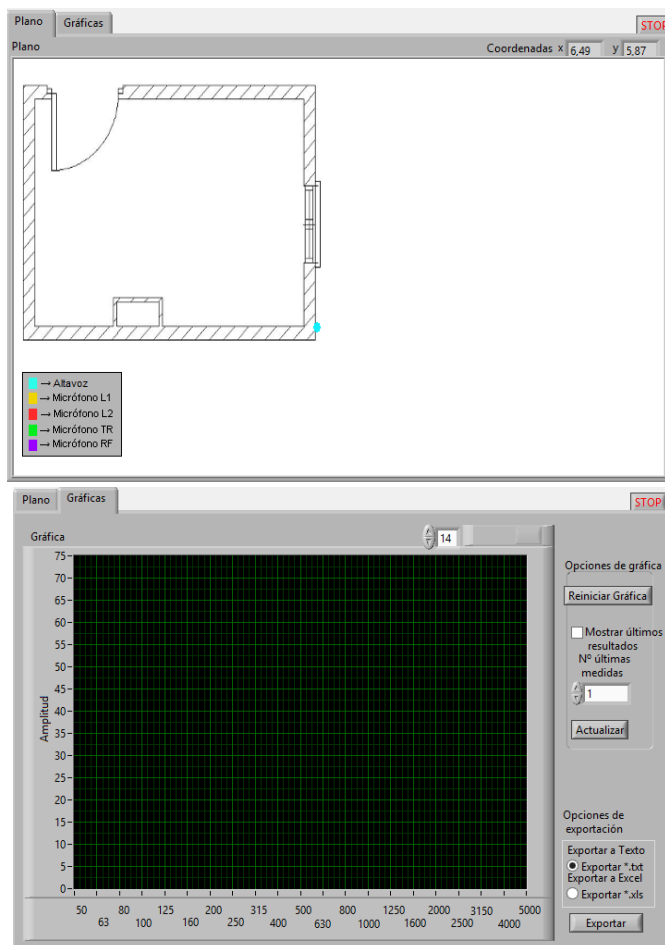 Plano Gráficas STOP
Plano Coordenadas x 6,49 y 5,87
→ Altavoz
→ Micrófono L1
→ Micrófono L2
→ Micrófono TR
→ Micrófono RF
Plano Gráficas STOP
Gráfica 14
75
70
65
60
55
50
45
40
35
30
25
20
15
10
5
0
Amplitud
50 80 125 200 315 500 800 1250 2000 3150 5000
63 100 160 250 400 630 1000 1600 2500 4000
Opciones de gráfica
Reiniciar Gráfica
Mostrar últimos
resultados
Nº últimas
medidas
1
Actualizar
Opciones de
exportación
Exportar a Texto
Exportar *.txt
Exportar a Excel
Exportar *.xls
Exportar